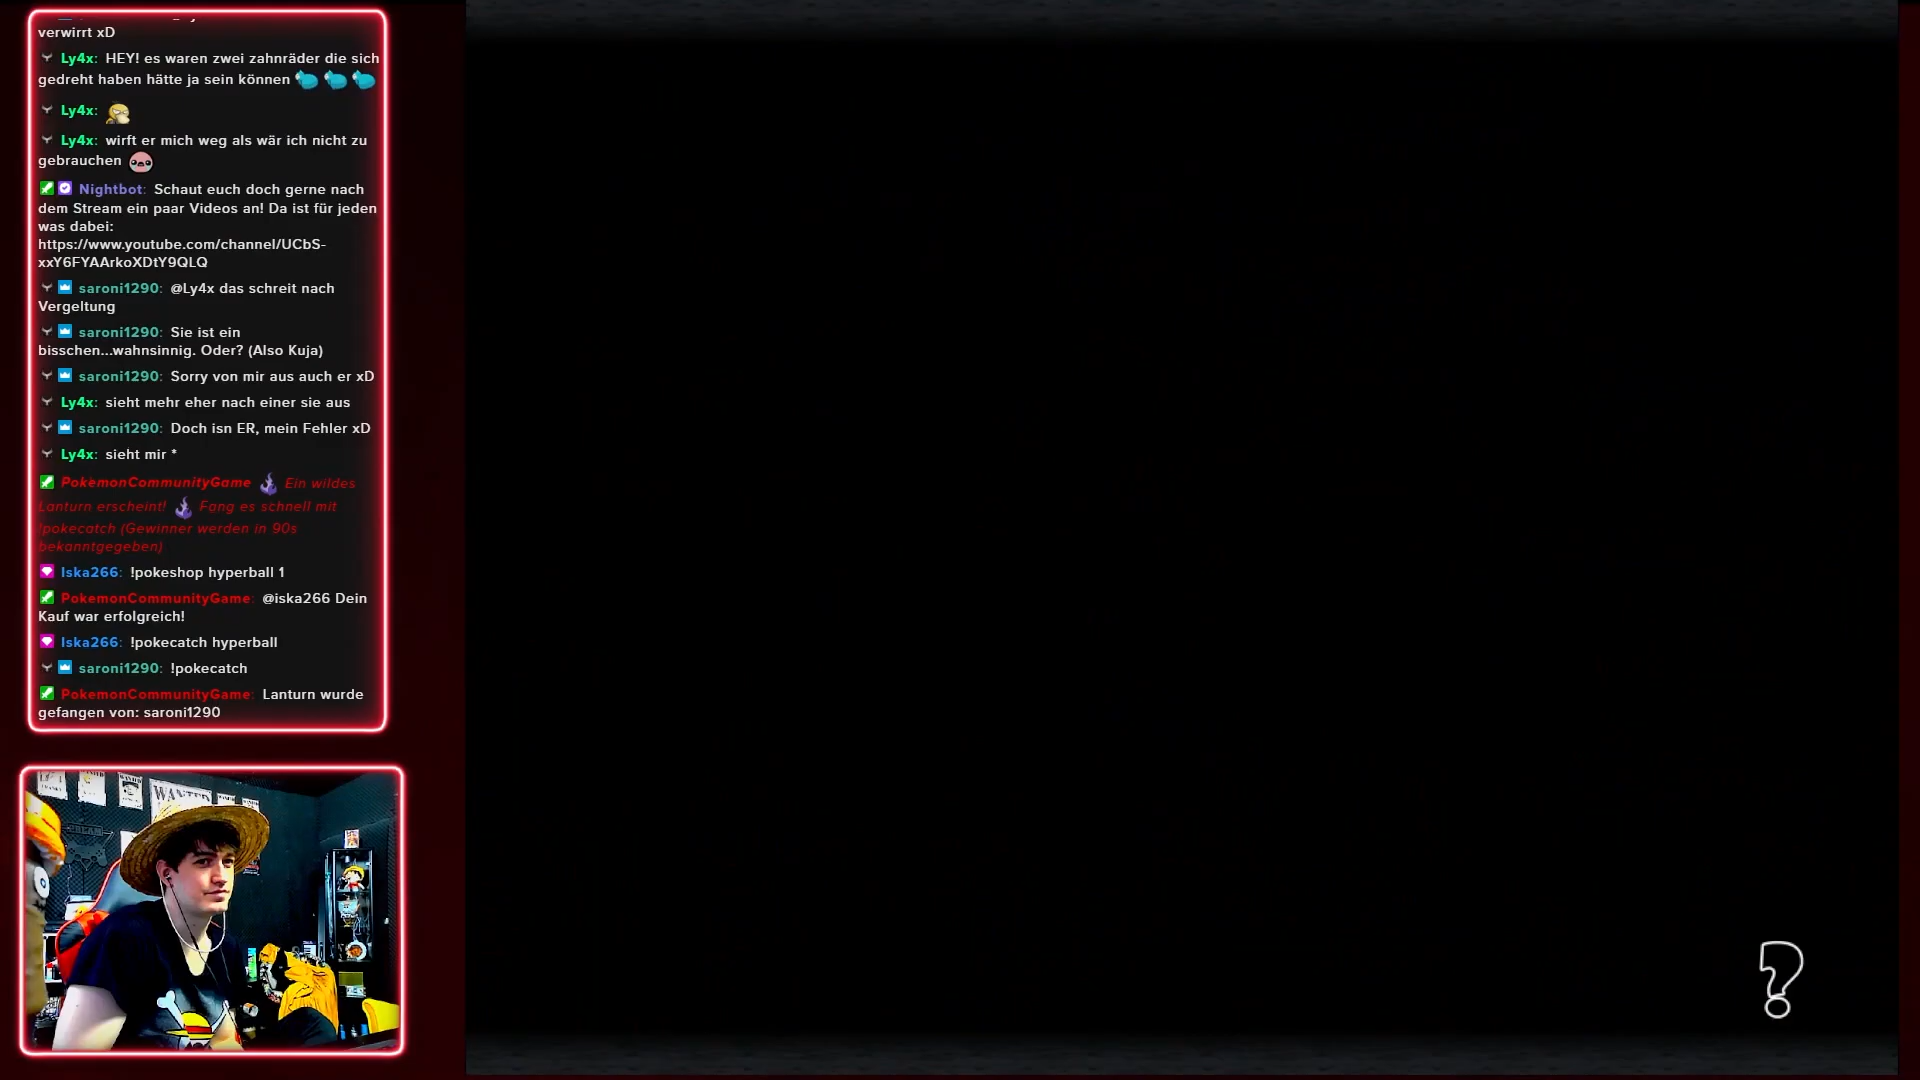 verwirrt xD
Ly4x: HEY! es waren zwei zahnräder die sich
gedreht haben hätte ja sein können
Ly4x:
Ly4x: wirft er mich weg als wär ich nicht zu
gebrauchen
Nightbot: Schaut euch doch gerne nach
dem Stream ein paar Videos an! Da ist für jeden
was dabei:
https://www.youtube.com/channel/UCbS-
xxY6FYAArkoXDtY9QLQ
saroni1290: @Ly4x das schreit nach
Vergeltung
saroni1290: Sie ist ein
bisschen...wahnsinnig. Oder? (Also Kuja)
saroni1290: Sorry von mir aus auch er xD
Ly4x: sieht mehr eher nach einer sie aus
saroni1290: Doch isn ER, mein Fehler xD
Ly4x: sieht mir *
PokemonCommunityGame Ein wildes
Lanturn erscheint! Fang es schnell mit
!pokecatch (Gewinner werden in 90s
bekanntgegeben)
Iska266: !pokeshop hyperball 1
PokemonCommunityGame: @iska266 Dein
Kauf war erfolgreich!
Iska266: !pokecatch hyperball
saroni1290: !pokecatch
PokemonCommunityGame: Lanturn wurde
gefangen von: saroni1290
WANTED
?